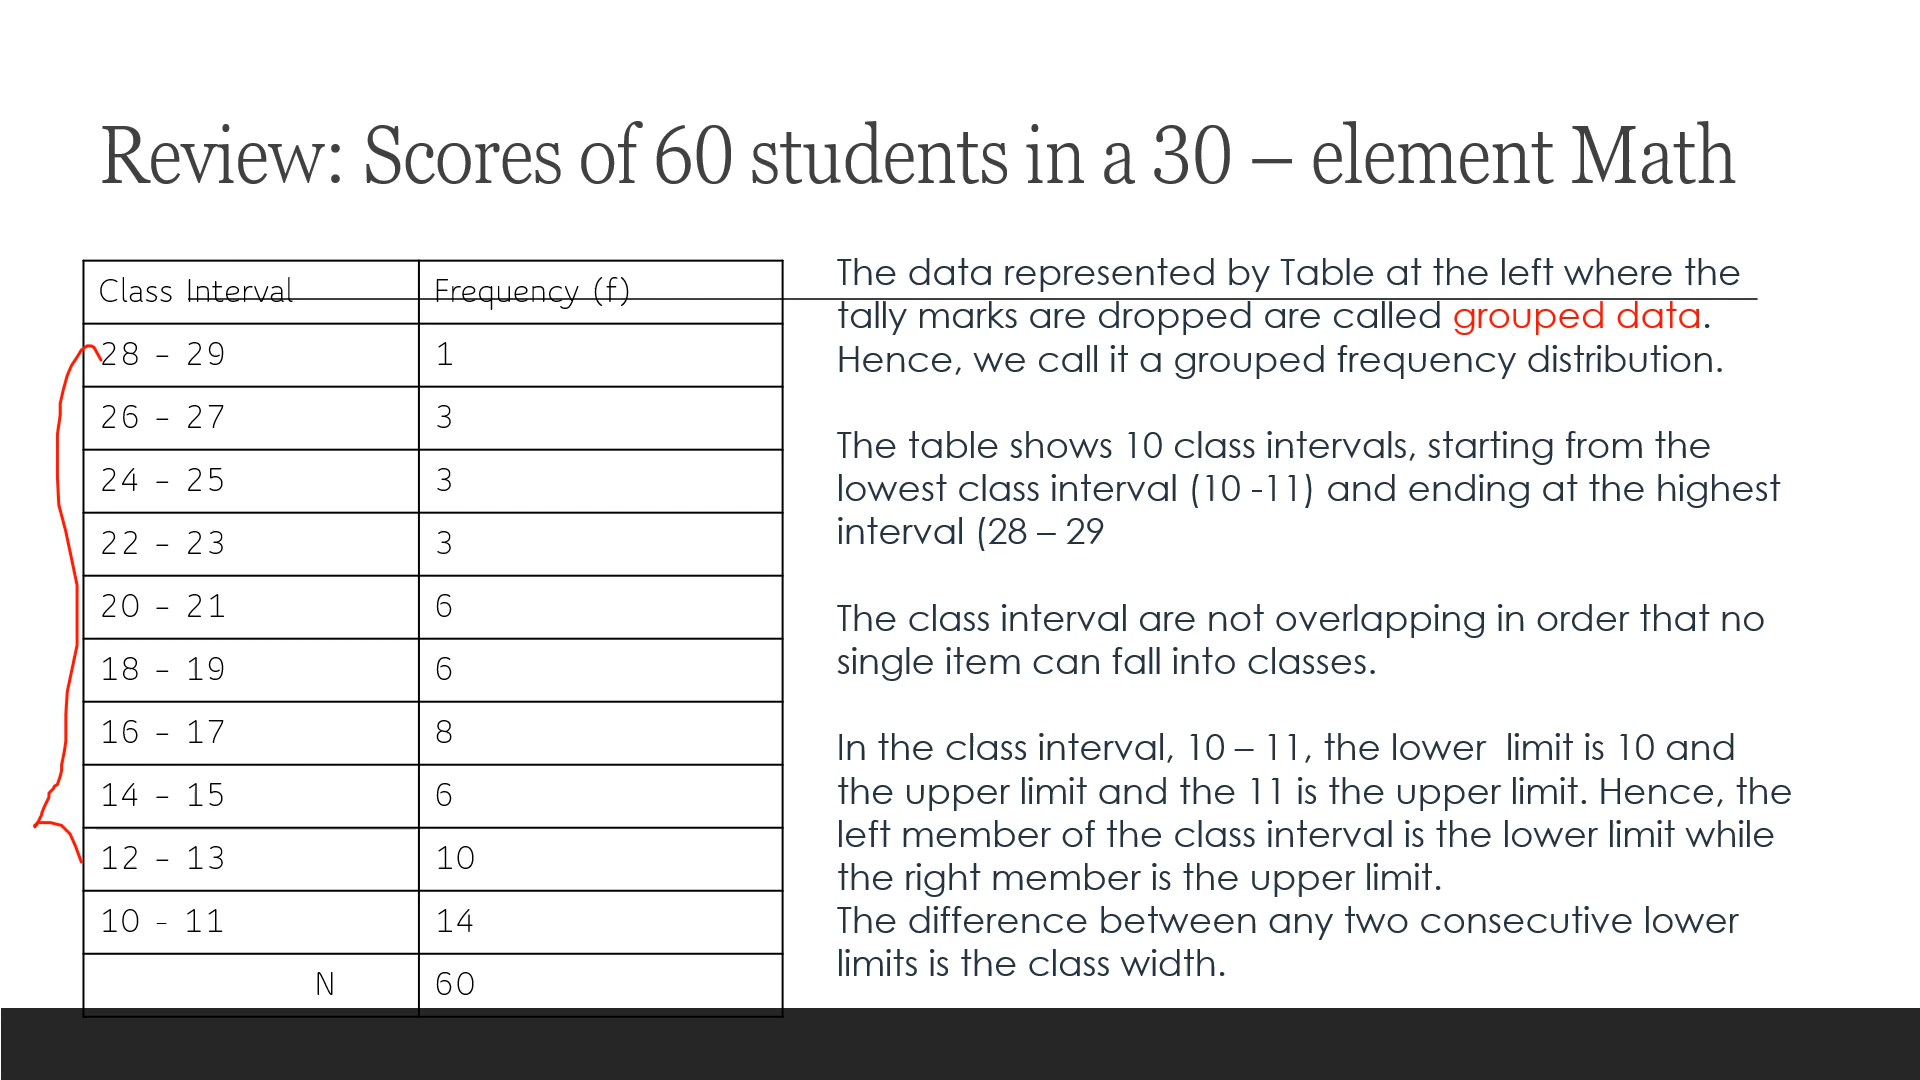 Review: Scores of 60 students in a 30 – element Math
Class Interval Frequency (f)
28 – 29 1
26 – 27 3
24 – 25 3
22 – 23 3
20 – 21 6
18 – 19 6
16 – 17 8
14 – 15 6
12 – 13 10
10 - 11 14
N 60
The data represented by Table at the left where the
tally marks are dropped are called grouped data.
Hence, we call it a grouped frequency distribution.
The table shows 10 class intervals, starting from the
lowest class interval (10 -11) and ending at the highest
interval (28 – 29
The class interval are not overlapping in order that no
single item can fall into classes.
In the class interval, 10 – 11, the lower  limit is 10 and
the upper limit and the 11 is the upper limit. Hence, the
left member of the class interval is the lower limit while
the right member is the upper limit.
The difference between any two consecutive lower
limits is the class width.